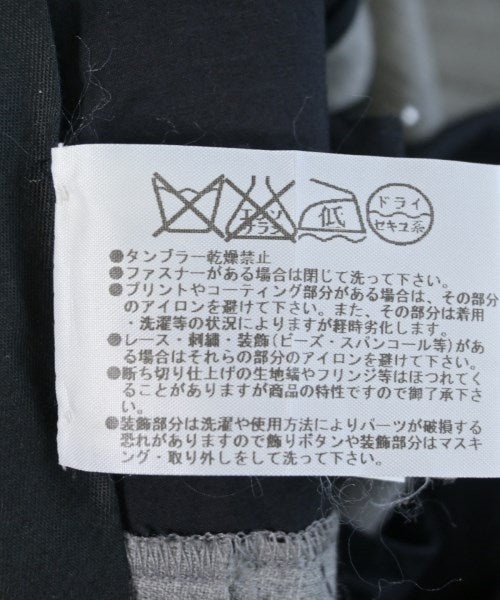 エンソ
サラシ
低
ドライ
セキユ系
●タンブラー乾燥禁止
●ファスナーがある場合は閉じて洗って下さい。
●プリントやコーティング部分がある場合は、その部分
のアイロンを避けて下さい。また、その部分は着用
・洗濯等の状況によりますが経時劣化します。
●レース・刺繍・装飾(ビーズ・スパンコール等)があ
る場合はそれらの部分のアイロンを避けて下さい。
●断ち切り仕上げの生地端やフリンジ等はほつれてく
ることがありますが商品の特性ですので御了承下さ
い。
●装飾部分は洗濯や使用方法によりパーツが破損する
恐れがありますので飾りボタンや装飾部分はマスキ
ング・取り外しをして洗って下さい。